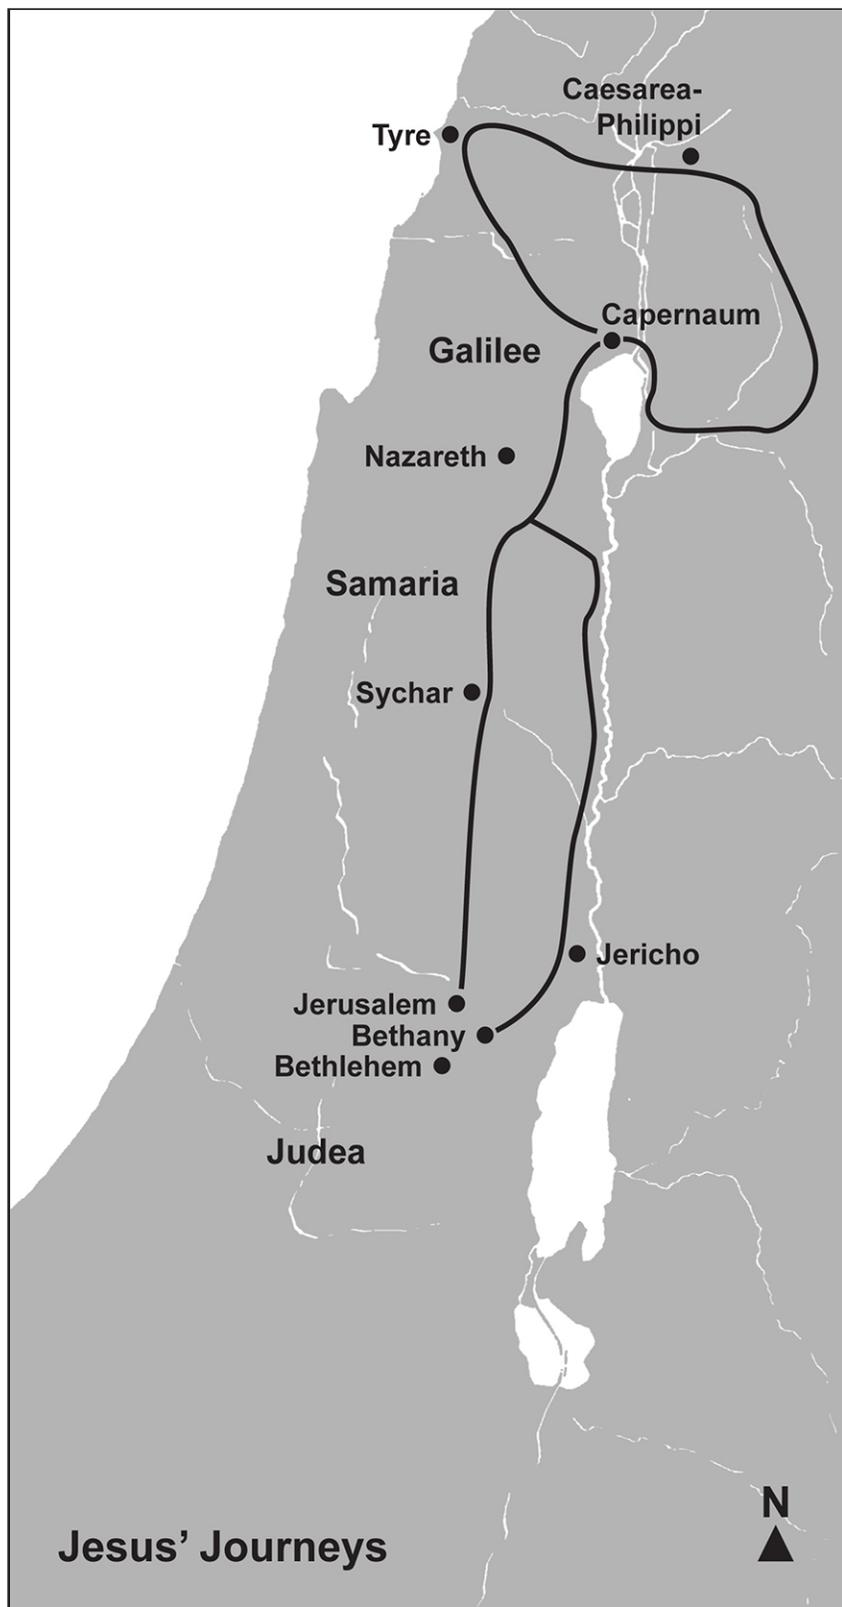 Caesarea-
Philippi
Tyre
Capernaum
Galilee
Nazareth
Samaria
Sychar
Jericho
Jerusalem
Bethany
Bethlehem
Judea
N
Jesus’ Journeys